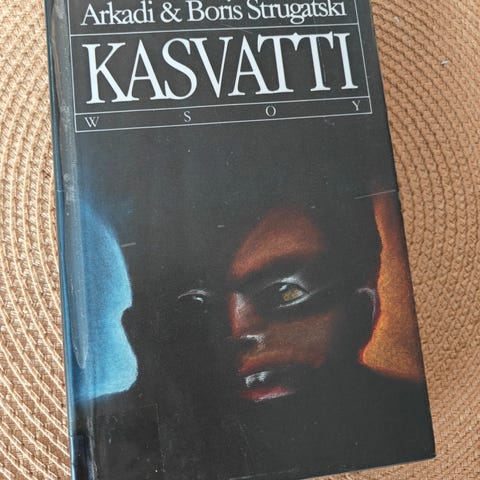 Arkadi & Boris Strugatski
KASVATTI
W S O Y